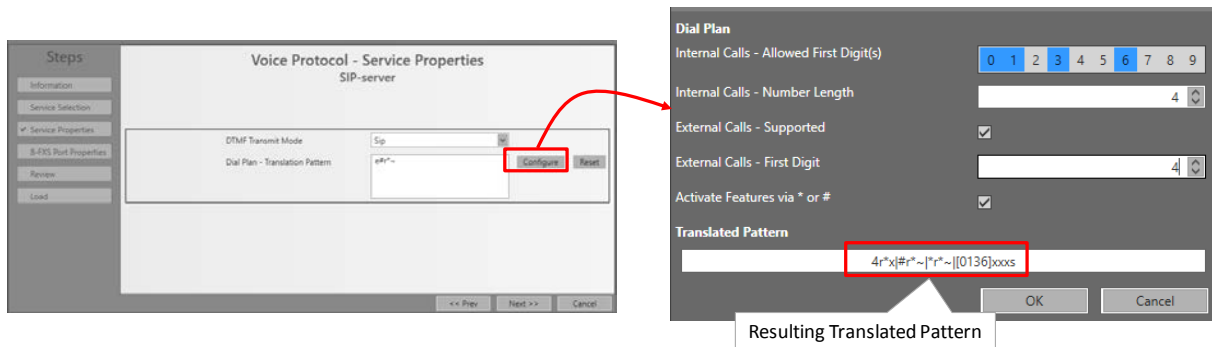 Steps
Information
Service Selection
✔ Service Properties
8-FXS Port Properties
Review
Load
Voice Protocol - Service Properties
SIP-server
DTMF Transmit Mode
Sip
Dial Plan - Translation Pattern
e#r*~
Configure
Reset
<< Prev
Next >>
Cancel
Dial Plan
Internal Calls - Allowed First Digit(s)
0 1 2 3 4 5 6 7 8 9
Internal Calls - Number Length
4
External Calls - Supported
External Calls - First Digit
4
Activate Features via * or #
Translated Pattern
4r*x|#r*~|*r*~|[0136]xxxs
OK
Cancel
Resulting Translated Pattern